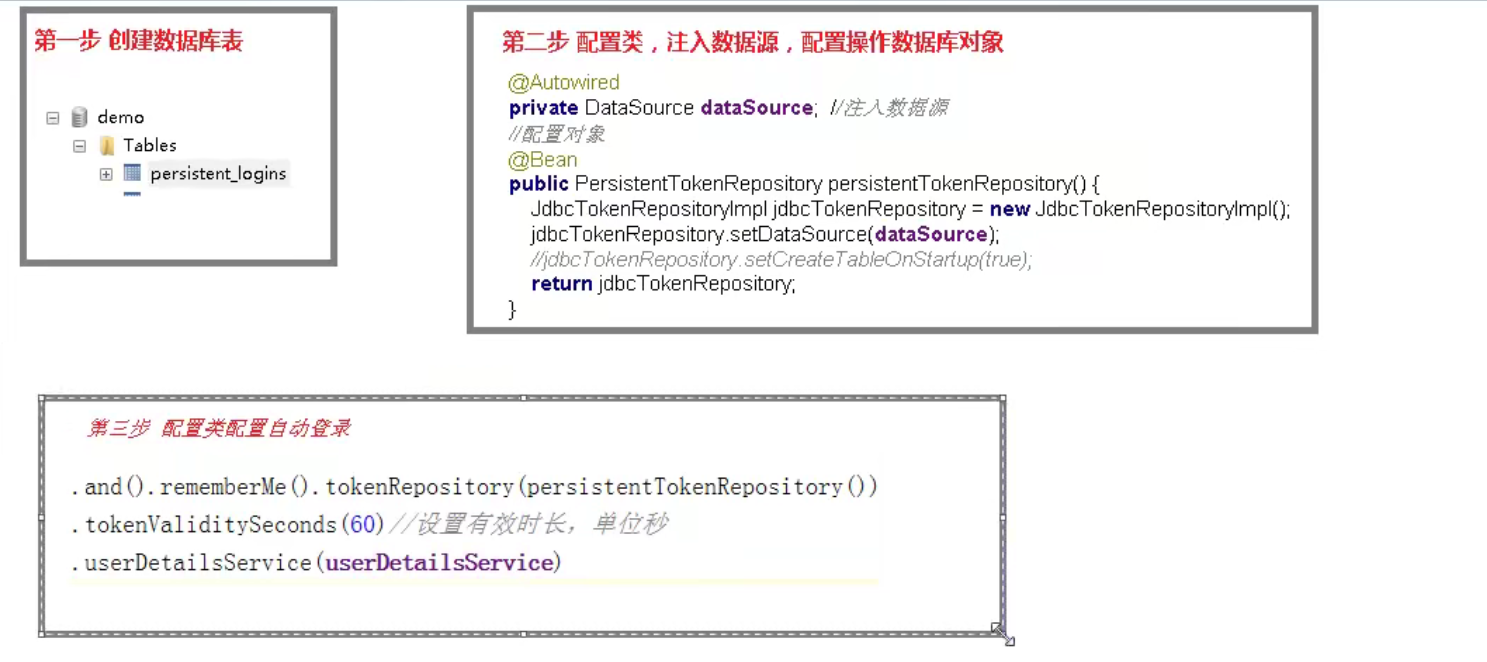 第一步 创建数据库表
demo
Tables
persistent_logins
第二步 配置类，注入数据源，配置操作数据库对象
@Autowired
private DataSource dataSource; //注入数据源
//配置对象
@Bean
public PersistentTokenRepository persistentTokenRepository() {
JdbcTokenRepositoryImpl jdbcTokenRepository = new JdbcTokenRepositoryImpl();
jdbcTokenRepository.setDataSource(dataSource);
//jdbcTokenRepository.setCreateTableOnStartup(true);
return jdbcTokenRepository;
}
第三步 配置类配置自动登录
.and().rememberMe().tokenRepository(persistentTokenRepository())
.tokenValiditySeconds(60)//设置有效时长，单位秒
.userDetailsService(userDetailsService)